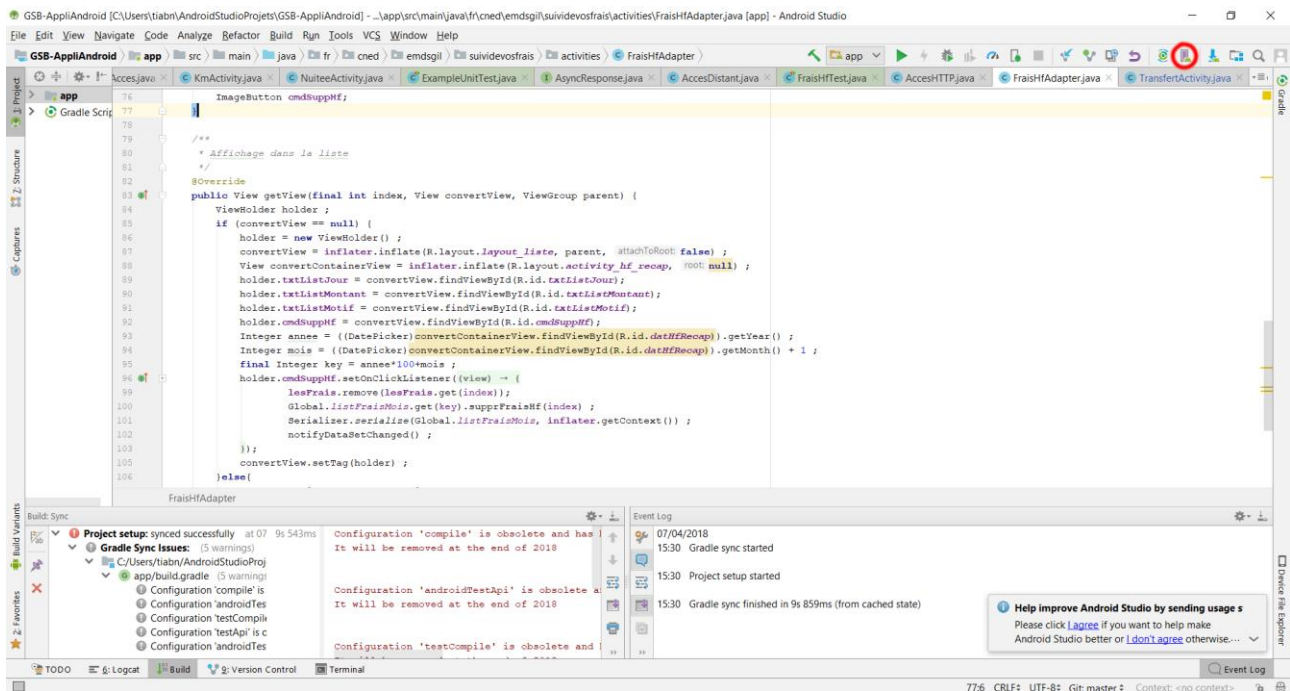 GSB-AppliAndroid [C:\Users\tiabn\AndroidStudioProjets\GSB-AppliAndroid] - ...\app\src\main\java\fr\cned\emdsgil\suividevosfrais\activities\FraisHfAdapter.java [app] - Android Studio
File Edit View Navigate Code Analyze Refactor Build Run Tools VCS Window Help
GSB-AppliAndroid app src main java fr cned emdsgil suividevosfrais activities FraisHfAdapter app
Acces.java KmActivity.java NuiteeActivity.java ExampleUnitTest.java AsyncResponse.java AccesDistant.java FraisHfTest.java AccesHTTP.java FraisHfAdapter.java TransfertActivity.java
1: Project
Z: Structure
Captures
Build Variants
2: Favorites
Gradle
Device File Explorer
app
Gradle Scrip
76 ImageButton cmdSuppHf;
77 }
78
79 /**
80 * Affichage dans la liste
81 */
82 @Override
83 public View getView(final int index, View convertView, ViewGroup parent) {
84 ViewHolder holder ;
85 if (convertView == null) {
86 holder = new ViewHolder() ;
87 convertView = inflater.inflate(R.layout.layout_liste, parent, attachToRoot: false) ;
88 View convertContainerView = inflater.inflate(R.layout.activity_hf_recap, root: null) ;
89 holder.txtListJour = convertView.findViewById(R.id.txtListJour);
90 holder.txtListMontant = convertView.findViewById(R.id.txtListMontant);
91 holder.txtListMotif = convertView.findViewById(R.id.txtListMotif);
92 holder.cmdSuppHf = convertView.findViewById(R.id.cmdSuppHf);
93 Integer annee = ((DatePicker)convertContainerView.findViewById(R.id.datHfRecap)).getYear() ;
94 Integer mois = ((DatePicker)convertContainerView.findViewById(R.id.datHfRecap)).getMonth() + 1 ;
95 final Integer key = annee*100+mois ;
96 holder.cmdSuppHf.setOnClickListener((view) → {
99 lesFrais.remove(lesFrais.get(index));
100 Global.listFraisMois.get(key).supprFraisHf(index) ;
101 Serializer.serialize(Global.listFraisMois, inflater.getContext()) ;
102 notifyDataSetChanged() ;
103 });
105 convertView.setTag(holder) ;
106 }else{
FraisHfAdapter
Build: Sync
Project setup: synced successfully at 07 9s 543ms
Gradle Sync Issues: (5 warnings)
C:/Users/tiabn/AndroidStudioProj
app/build.gradle (5 warnings
Configuration 'compile' is
Configuration 'androidTes
Configuration 'testCompile
Configuration 'testApi' is c
Configuration 'androidTes
Configuration 'compile' is obsolete and has
It will be removed at the end of 2018
Configuration 'androidTestApi' is obsolete a
It will be removed at the end of 2018
Configuration 'testCompile' is obsolete and
Event Log
07/04/2018
15:30 Gradle sync started
15:30 Project setup started
15:30 Gradle sync finished in 9s 859ms (from cached state)
Help improve Android Studio by sending usage s
Please click I agree if you want to help make
Android Studio better or I don't agree otherwise....
TODO 6: Logcat Build 9: Version Control Terminal Event Log
77:6 CRLF UTF-8 Git: master Context: <no context>